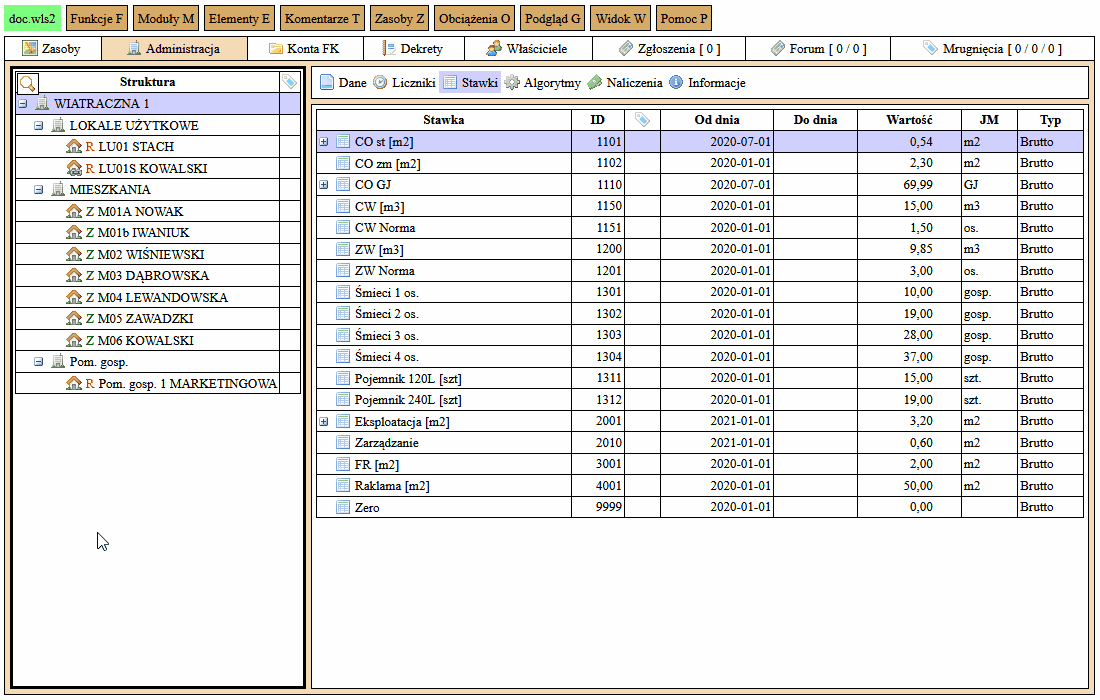 doc.wls2 Funkcje F Moduły M Elementy E Komentarze T Zasoby Z Obciążenia O Podgląd G Widok W Pomoc P
Zasoby Administracja Konta FK Dekrety Właściciele Zgłoszenia [ 0 ] Forum [ 0 / 0 ] Mrugnięcia [ 0 / 0 / 0 ]
Struktura
WIATRACZNA 1
LOKALE UŻYTKOWE
R LU01 STACH
R LU01S KOWALSKI
MIESZKANIA
Z M01A NOWAK
Z M01b IWANIUK
Z M02 WIŚNIEWSKI
Z M03 DĄBROWSKA
Z M04 LEWANDOWSKA
Z M05 ZAWADZKI
Z M06 KOWALSKI
Pom. gosp.
R Pom. gosp. 1 MARKETINGOWA
Dane Liczniki Stawki Algorytmy Naliczenia Informacje
Stawka ID Od dnia Do dnia Wartość JM Typ
CO st [m2] 1101 2020-07-01 0,54 m2 Brutto
CO zm [m2] 1102 2020-01-01 2,30 m2 Brutto
CO GJ 1110 2020-07-01 69,99 GJ Brutto
CW [m3] 1150 2020-01-01 15,00 m3 Brutto
CW Norma 1151 2020-01-01 1,50 os. Brutto
ZW [m3] 1200 2020-01-01 9,85 m3 Brutto
ZW Norma 1201 2020-01-01 3,00 os. Brutto
Śmieci 1 os. 1301 2020-01-01 10,00 gosp. Brutto
Śmieci 2 os. 1302 2020-01-01 19,00 gosp. Brutto
Śmieci 3 os. 1303 2020-01-01 28,00 gosp. Brutto
Śmieci 4 os. 1304 2020-01-01 37,00 gosp. Brutto
Pojemnik 120L [szt] 1311 2020-01-01 15,00 szt. Brutto
Pojemnik 240L [szt] 1312 2020-01-01 19,00 szt. Brutto
Eksploatacja [m2] 2001 2021-01-01 3,20 m2 Brutto
Zarządzanie 2010 2021-01-01 0,60 m2 Brutto
FR [m2] 3001 2020-01-01 2,00 m2 Brutto
Raklama [m2] 4001 2020-01-01 50,00 m2 Brutto
Zero 9999 2020-01-01 0,00 Brutto